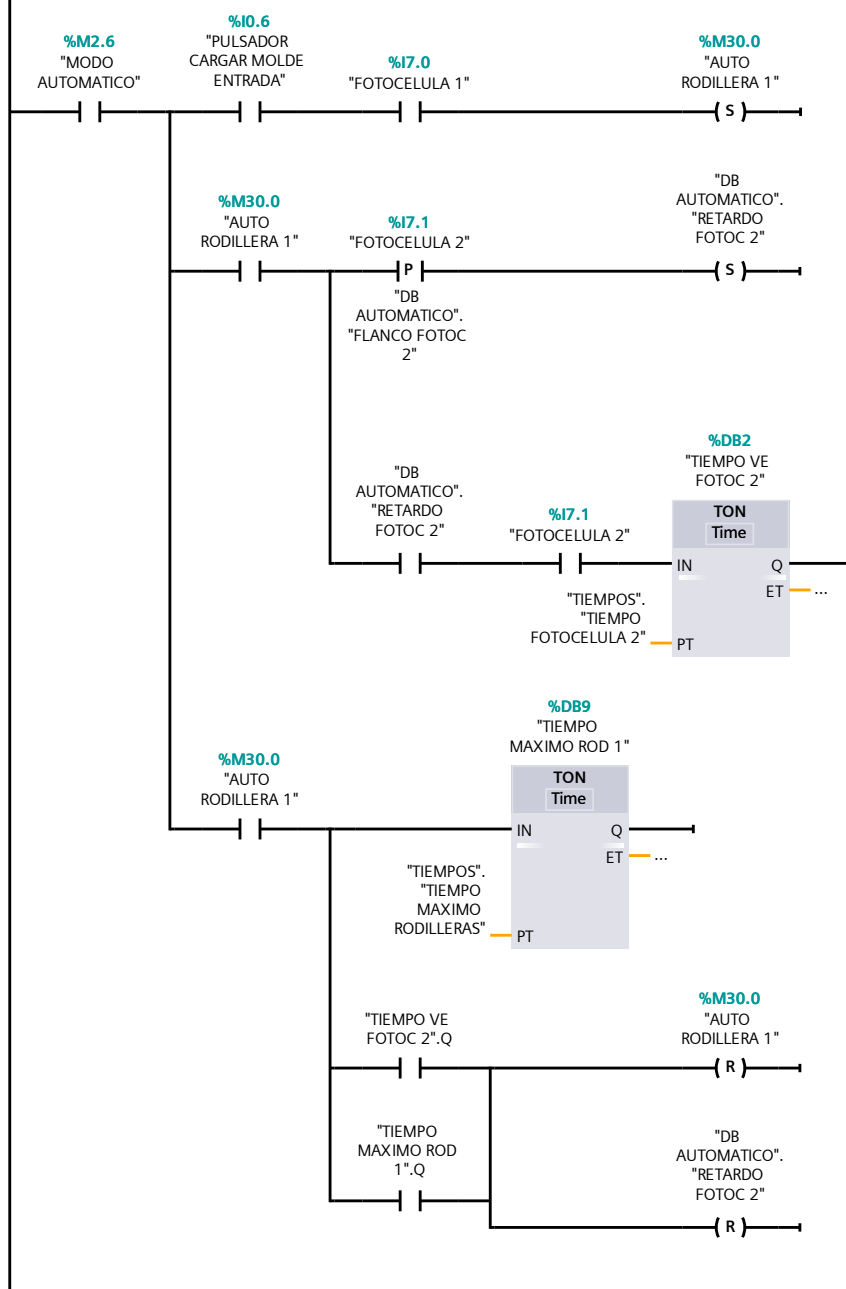 %M2.6
"MODO
AUTOMATICO"
%I0.6
"PULSADOR
CARGAR MOLDE
ENTRADA"
%I7.0
"FOTOCELULA 1"
%M30.0
"AUTO
RODILLERA 1"
S
%M30.0
"AUTO
RODILLERA 1"
%I7.1
"FOTOCELULA 2"
P
"DB
AUTOMATICO".
"FLANCO FOTOC
2"
"DB
AUTOMATICO".
"RETARDO
FOTOC 2"
S
"DB
AUTOMATICO".
"RETARDO
FOTOC 2"
%I7.1
"FOTOCELULA 2"
%DB2
"TIEMPO VE
FOTOC 2"
TON
Time
IN Q
ET ...
"TIEMPOS".
"TIEMPO
FOTOCELULA 2"
PT
%M30.0
"AUTO
RODILLERA 1"
%DB9
"TIEMPO
MAXIMO ROD 1"
TON
Time
IN Q
ET ...
"TIEMPOS".
"TIEMPO
MAXIMO
RODILLERAS"
PT
"TIEMPO VE
FOTOC 2".Q
%M30.0
"AUTO
RODILLERA 1"
R
"TIEMPO
MAXIMO ROD
1".Q
"DB
AUTOMATICO".
"RETARDO
FOTOC 2"
R